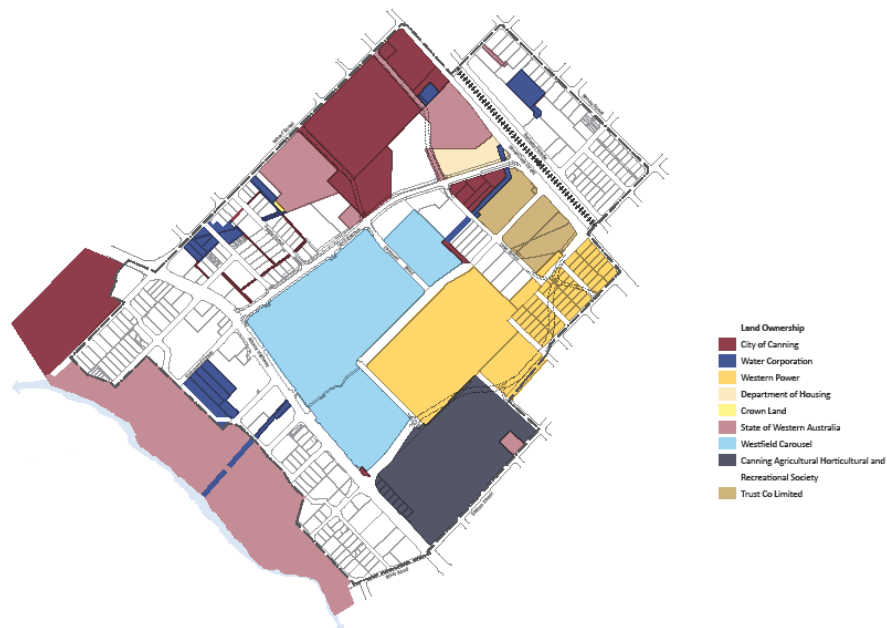 Land Ownership
City of Canning
Water Corporation
Western Power
Department of Housing
Crown Land
State of Western Australia
Westfield Carousel
Canning Agricultural Horticultural and
Recreational Society
Trust Co Limited